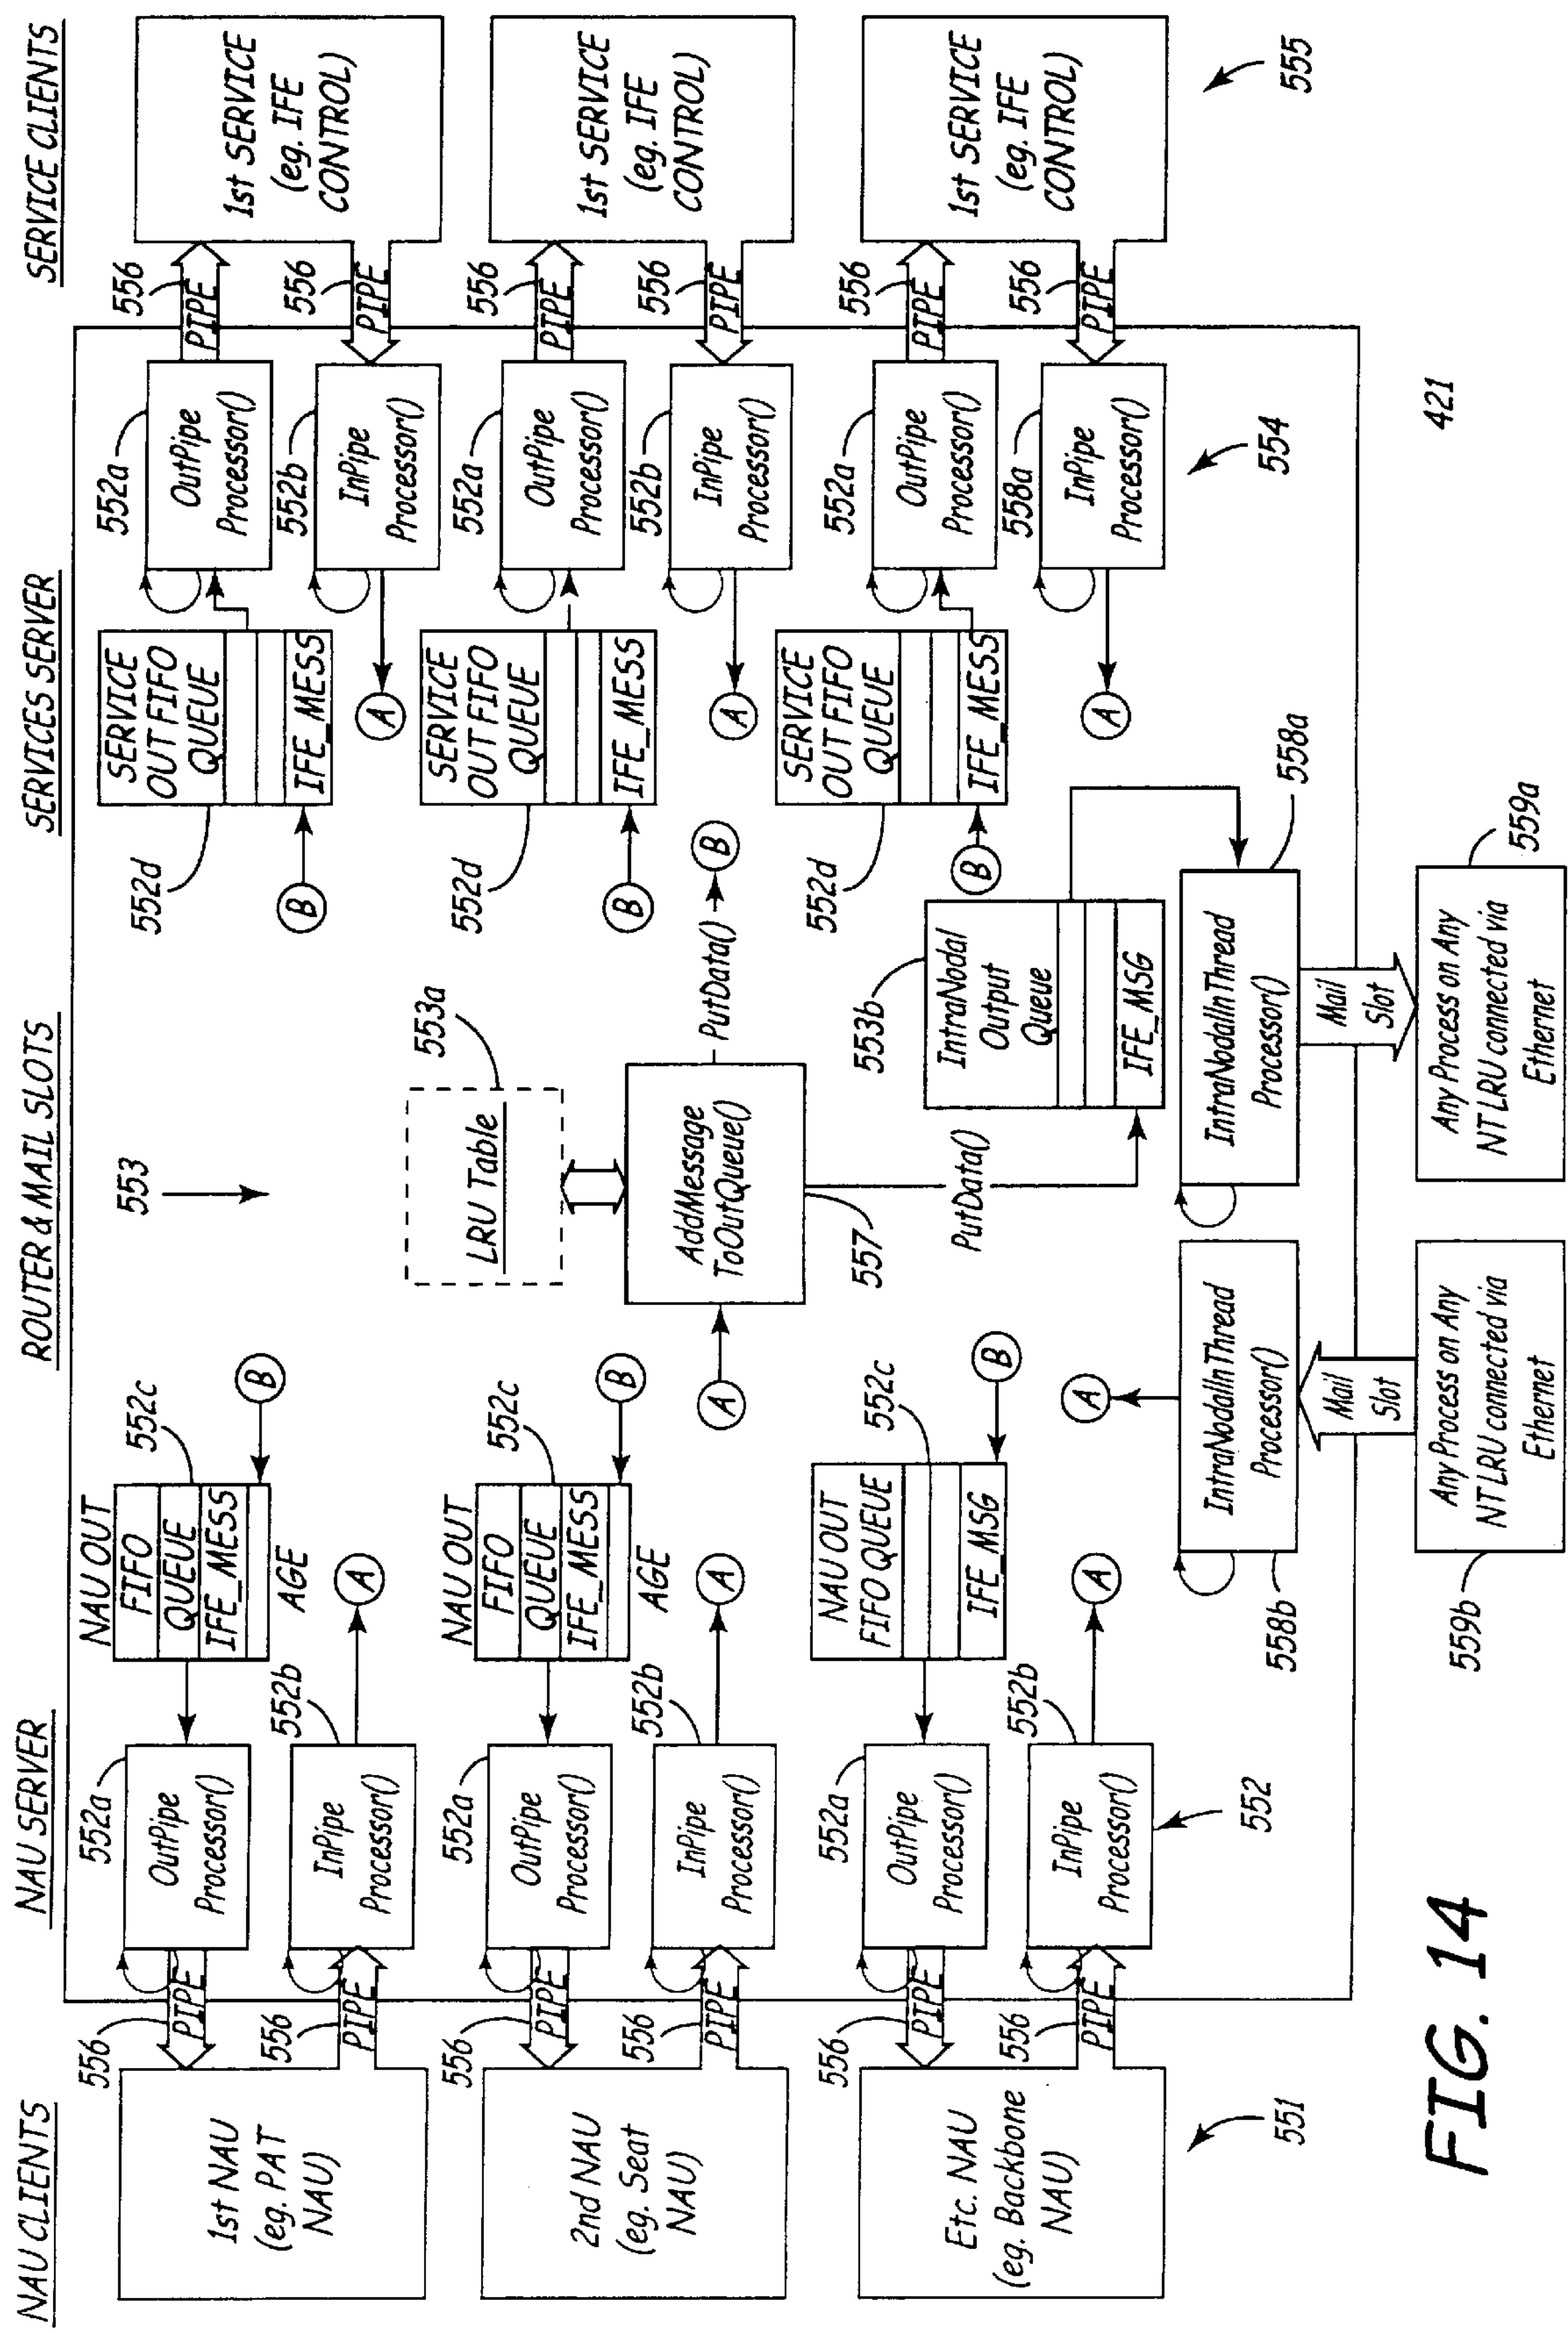 NAU CLIENTS
NAU SERVER
ROUTER & MAIL SLOTS
SERVICES SERVER
SERVICE CLIENTS
1st NAU
(eg. PAT
NAU)
556
PIPE
556
PIPE
552a
OutPipe
Processor()
552b
InPipe
Processor()
NAU OUT
FIFO
QUEUE
IFE_MESS
AGE
552c
B
A
2nd NAU
(eg. Seat
NAU)
556
PIPE
556
PIPE
552a
OutPipe
Processor()
552b
InPipe
Processor()
NAU OUT
FIFO
QUEUE
IFE_MESS
AGE
552c
B
A
Etc. NAU
(eg. Backbone
NAU)
551
556
PIPE
556
PIPE
552a
OutPipe
Processor()
552b
InPipe
Processor()
552
NAU OUT
FIFO QUEUE
IFE_MSG
552c
B
A
553
LRU Table
553a
A
AddMessage
ToOutQueue()
557
PutData()
B
PutData()
553b
IntraNodal
Output
Queue
IFE_MSG
A
IntraNodalInThread
Processor()
558b
Mail
Slot
Any Process on Any
NT LRU connected via
Ethernet
559b
IntraNodalInThread
Processor()
558a
Mail
Slot
Any Process on Any
NT LRU connected via
Ethernet
559a
552d
SERVICE
OUT FIFO
QUEUE
IFE_MESS
B
A
552a
OutPipe
Processor()
552b
InPipe
Processor()
556
PIPE
556
PIPE
1st SERVICE
(eg. IFE
CONTROL)
552d
SERVICE
OUT FIFO
QUEUE
IFE_MESS
B
A
552a
OutPipe
Processor()
552b
InPipe
Processor()
556
PIPE
556
PIPE
1st SERVICE
(eg. IFE
CONTROL)
552d
SERVICE
OUT FIFO
QUEUE
IFE_MESS
B
A
552a
OutPipe
Processor()
558a
InPipe
Processor()
554
556
PIPE
556
PIPE
1st SERVICE
(eg. IFE
CONTROL)
555
421
FIG. 14